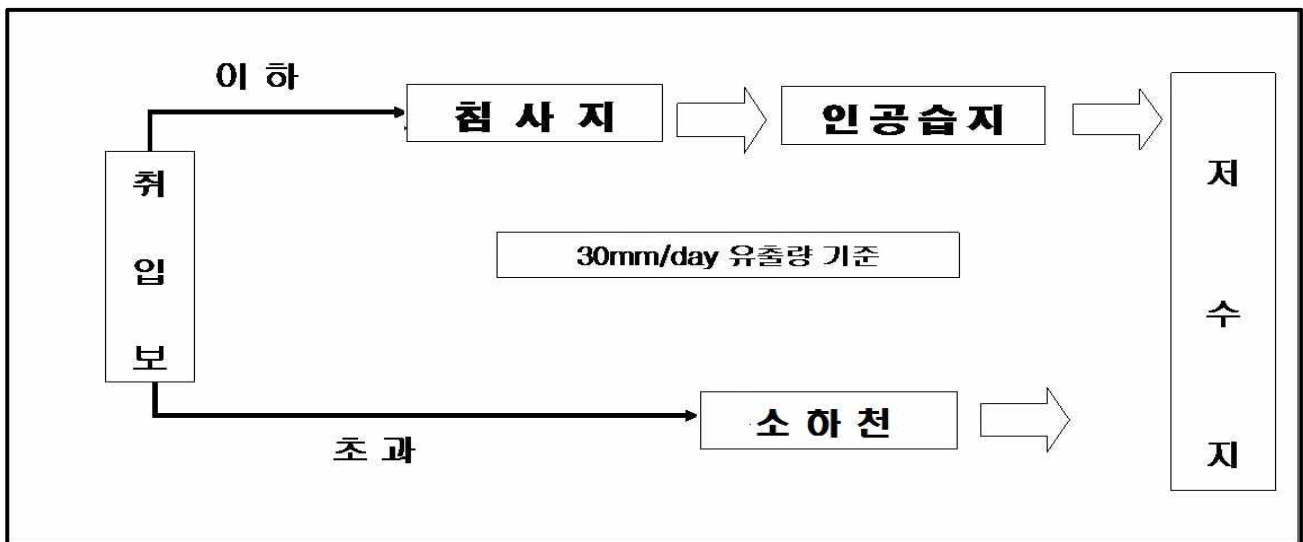 이 하
침 사 지
인공습지
취입보
저수지
30mm/day 유출량 기준
소 하 천
초 과